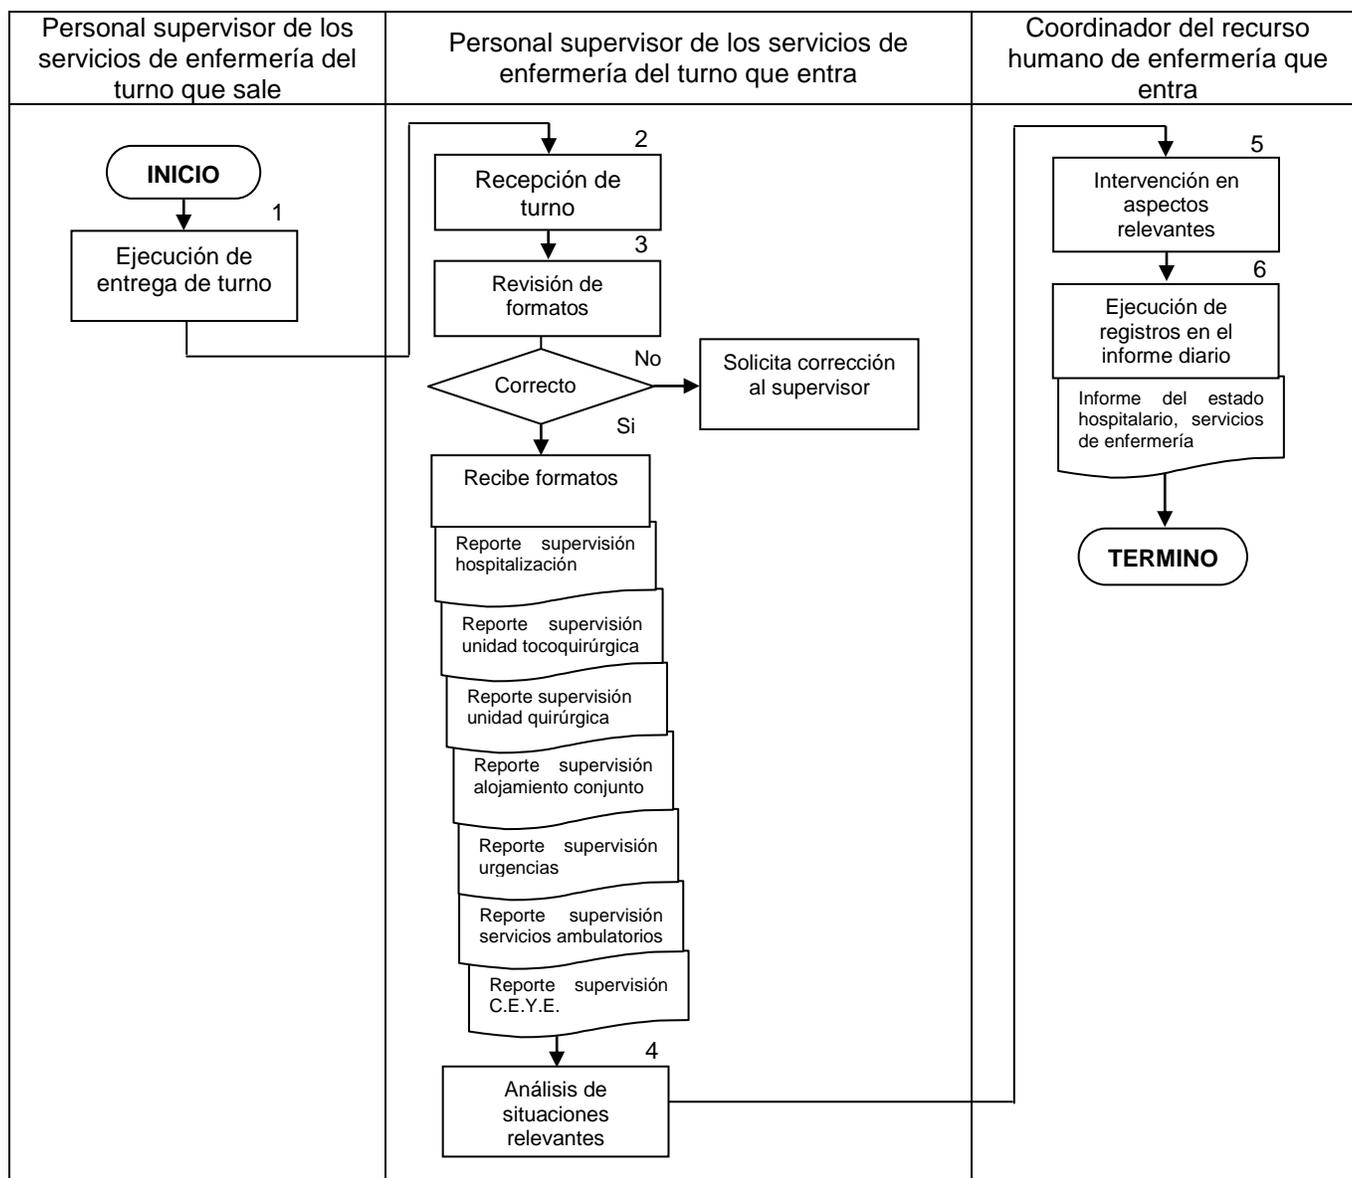 Personal supervisor de los
servicios de enfermería del
turno que sale
Personal supervisor de los servicios de
enfermería del turno que entra
Coordinador del recurso
humano de enfermería que
entra
INICIO
1
Ejecución de
entrega de turno
2
Recepción de
turno
3
Revisión de
formatos
Correcto
No
Solicita corrección
al supervisor
Si
Recibe formatos
Reporte supervisión
hospitalización
Reporte supervisión
unidad tocoquirúrgica
Reporte supervisión
unidad quirúrgica
Reporte supervisión
alojamiento conjunto
Reporte supervisión
urgencias
Reporte supervisión
servicios ambulatorios
Reporte supervisión
C.E.Y.E.
4
Análisis de
situaciones
relevantes
5
Intervención en
aspectos
relevantes
6
Ejecución de
registros en el
informe diario
Informe del estado
hospitalario, servicios
de enfermería
TERMINO